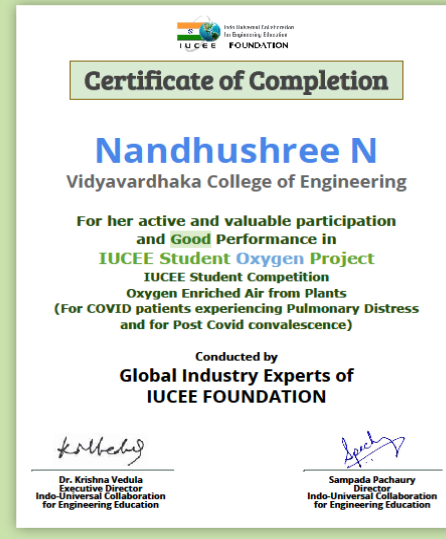 Indo Universal Collaboration
for Engineering Education
IUCEE FOUNDATION
Certificate of Completion
Nandhushree N
Vidyavardhaka College of Engineering
For her active and valuable participation
and Good Performance in
IUCEE Student Oxygen Project
IUCEE Student Competition
Oxygen Enriched Air from Plants
(For COVID patients experiencing Pulmonary Distress
and for Post Covid convalescence)
Conducted by
Global Industry Experts of
IUCEE FOUNDATION
Dr. Krishna Vedula
Executive Director
Indo-Universal Collaboration
for Engineering Education
Sampada Pachaury
Director
Indo-Universal Collaboration
for Engineering Education